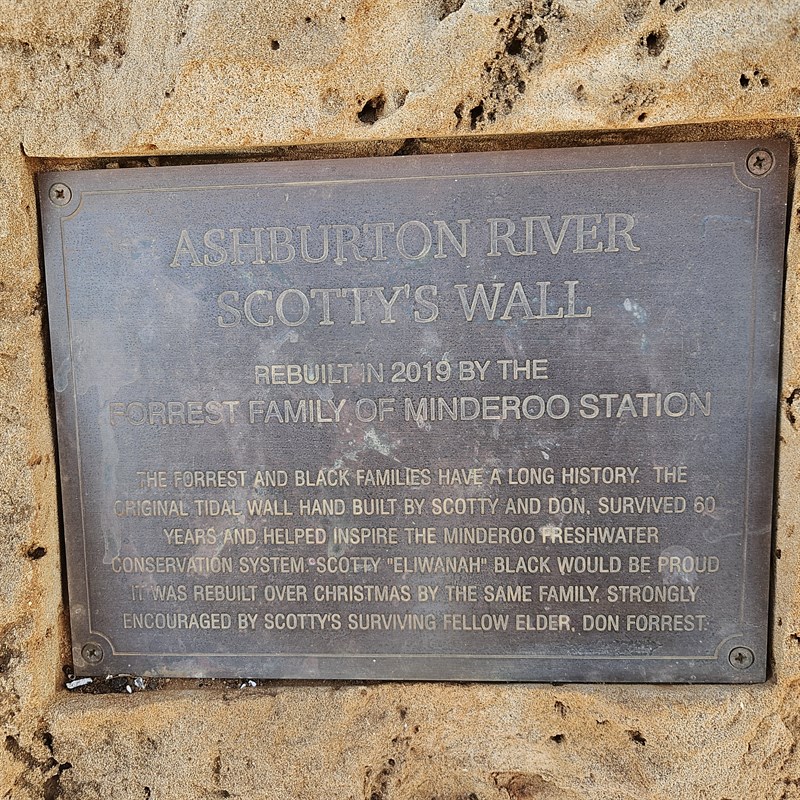 ASHBURTON RIVER
SCOTTY'S WALL
REBUILT IN 2019 BY THE
FORREST FAMILY OF MINDEROO STATION
THE FORREST AND BLACK FAMILIES HAVE A LONG HISTORY. THE
ORIGINAL TIDAL WALL HAND BUILT BY SCOTTY AND DON, SURVIVED 60
YEARS AND HELPED INSPIRE THE MINDEROO FRESHWATER
CONSERVATION SYSTEM. SCOTTY "ELIWANAH" BLACK WOULD BE PROUD
IT WAS REBUILT OVER CHRISTMAS BY THE SAME FAMILY, STRONGLY
ENCOURAGED BY SCOTTY'S SURVIVING FELLOW ELDER, DON FORREST.